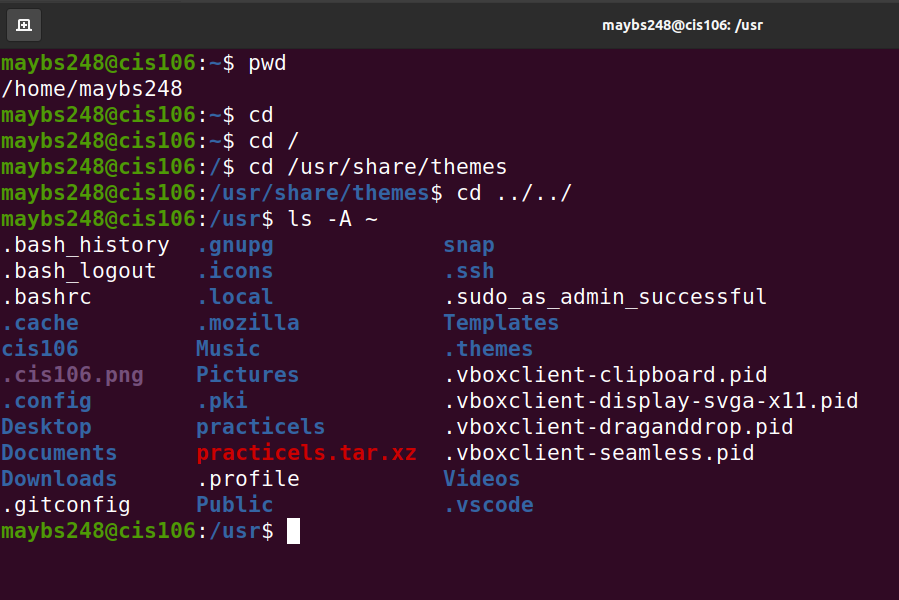 maybs248@cis106: /usr
maybs248@cis106:~$ pwd
/home/maybs248
maybs248@cis106:~$ cd
maybs248@cis106:~$ cd /
maybs248@cis106:/$ cd /usr/share/themes
maybs248@cis106:/usr/share/themes$ cd ../../
maybs248@cis106:/usr$ ls -A ~
.bash_history .gnupg snap
.bash_logout .icons .ssh
.bashrc .local .sudo_as_admin_successful
.cache .mozilla Templates
cis106 Music .themes
.cis106.png Pictures .vboxclient-clipboard.pid
.config .pki .vboxclient-display-svga-x11.pid
Desktop practicels .vboxclient-draganddrop.pid
Documents practicels.tar.xz .vboxclient-seamless.pid
Downloads .profile Videos
.gitconfig Public .vscode
maybs248@cis106:/usr$